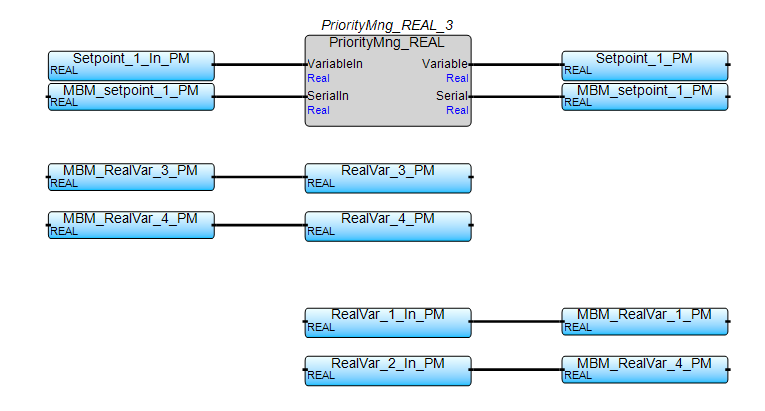 PriorityMng_REAL_3
PriorityMng_REAL
Setpoint_1_In_PM
REAL
VariableIn
Real
Variable
Real
Setpoint_1_PM
REAL
MBM_setpoint_1_PM
REAL
SerialIn
Real
Serial
Real
MBM_setpoint_1_PM
REAL
MBM_RealVar_3_PM
REAL
RealVar_3_PM
REAL
MBM_RealVar_4_PM
REAL
RealVar_4_PM
REAL
RealVar_1_In_PM
REAL
MBM_RealVar_1_PM
REAL
RealVar_2_In_PM
REAL
MBM_RealVar_4_PM
REAL